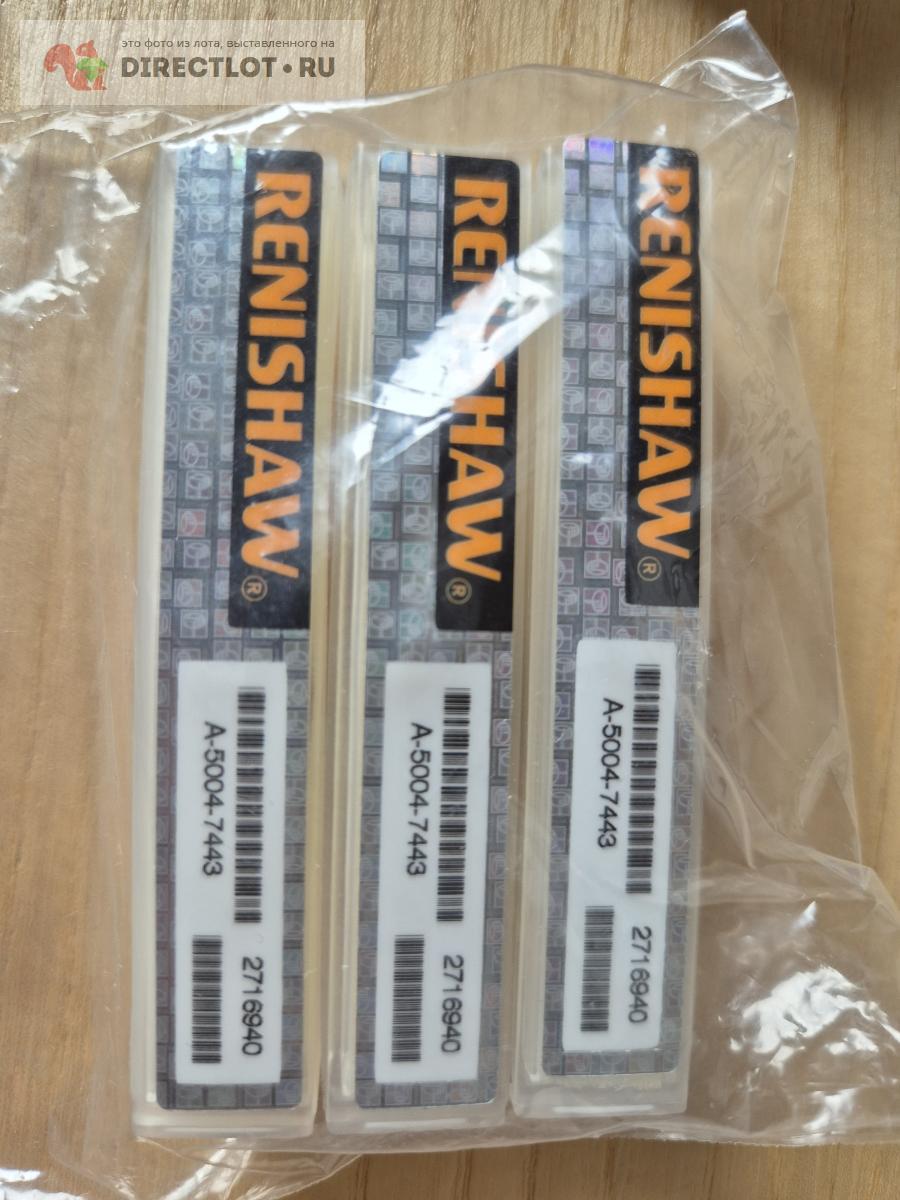 это фото из лота, выставленного на
DIRECTLOT•RU
RENISHAW®
A-5004-7443
2716940
RENISHAW®
A-5004-7443
2716940
RENISHAW®
A-5004-7443
2716940